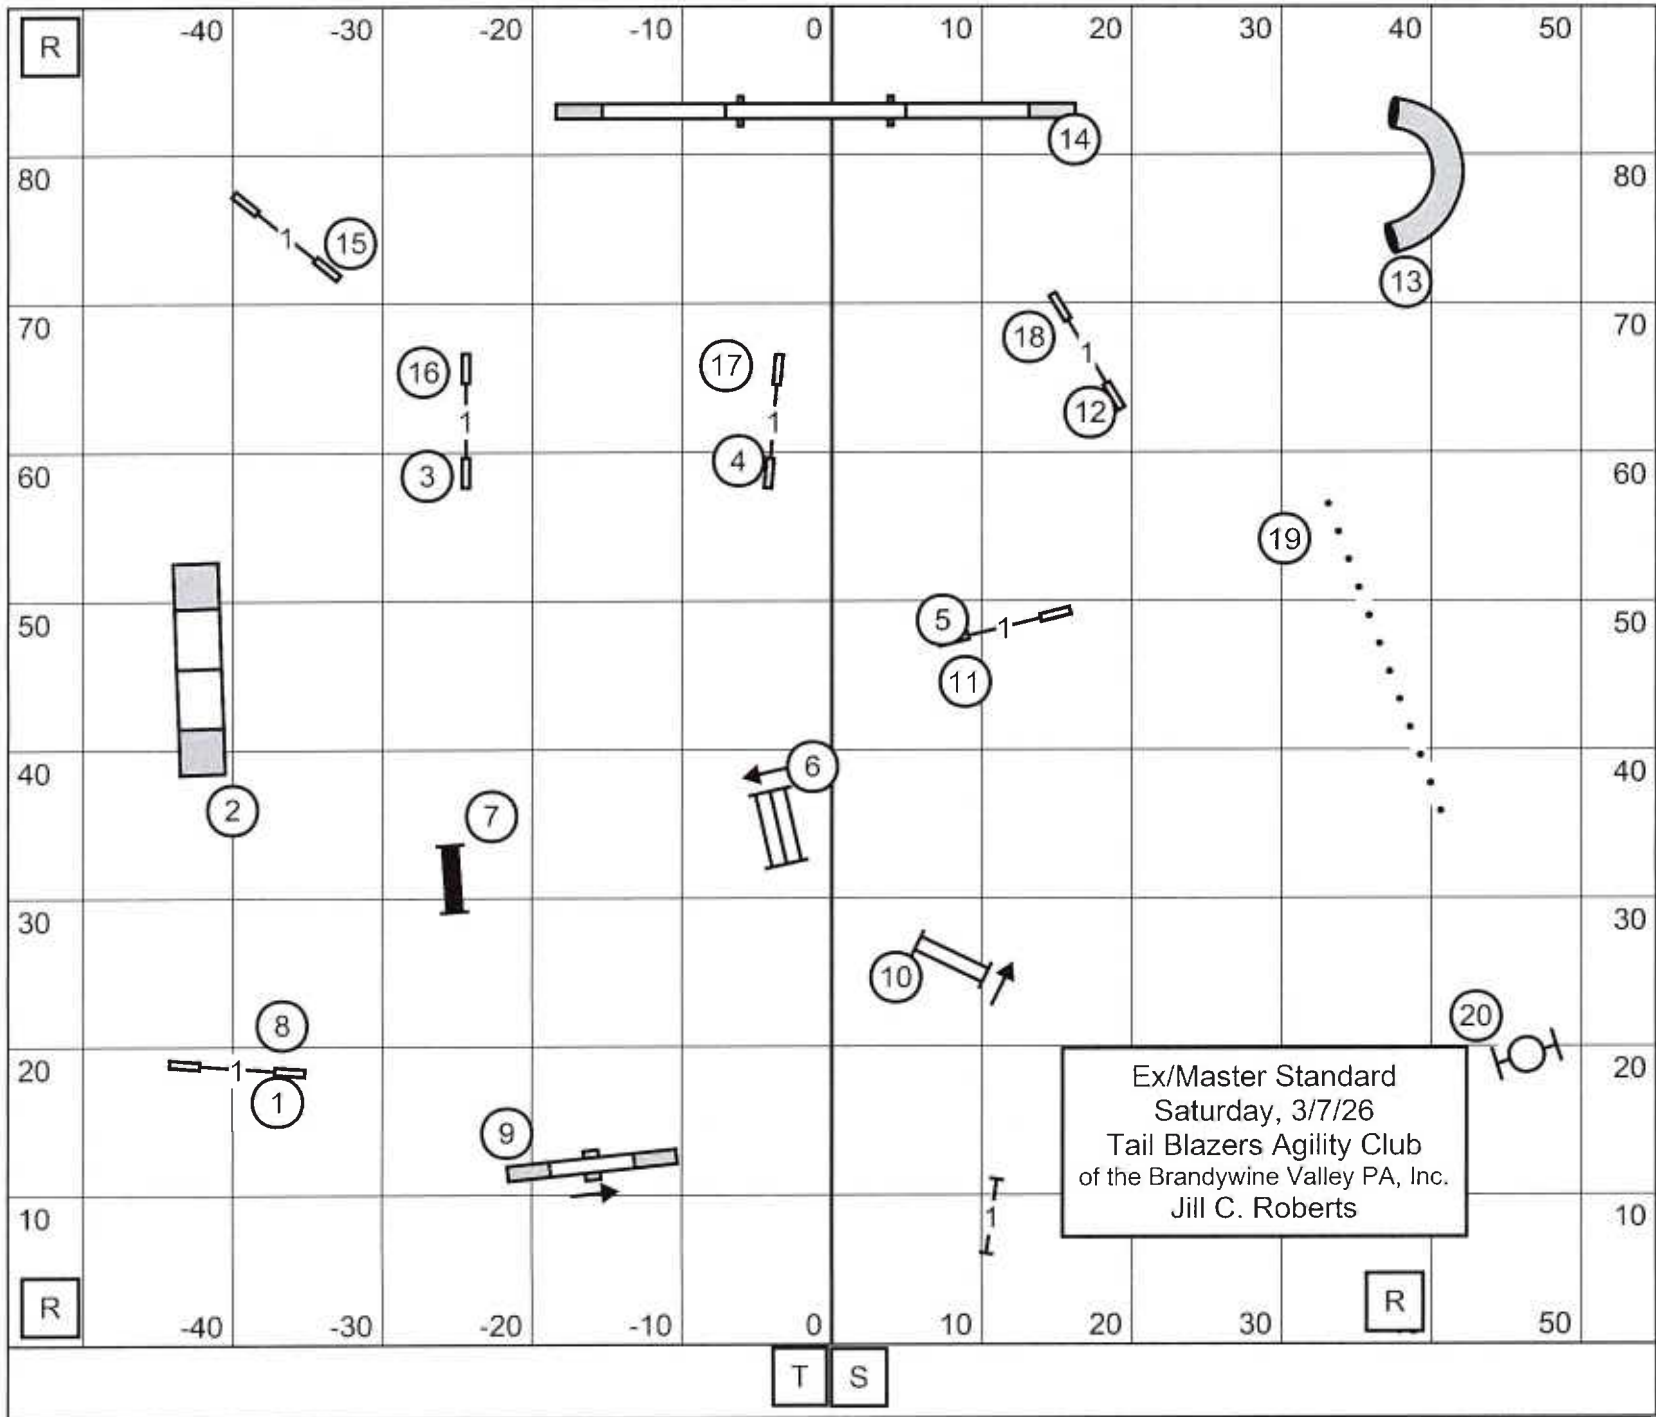 R -40 -30 -20 -10 0 10 20 30 40 50
14
80 80
1 15
13
70 70
18 1
16 17
12
1 1
3 4
60 60
19
5 1
50 50
11
6
40 40
2 7
30 30
10
8 20
20 1 20
1
Ex/Master Standard
Saturday, 3/7/26
Tail Blazers Agility Club
of the Brandywine Valley PA, Inc.
Jill C. Roberts
9
10 1 10
R R
-40 -30 -20 -10 0 10 20 30 50
T S